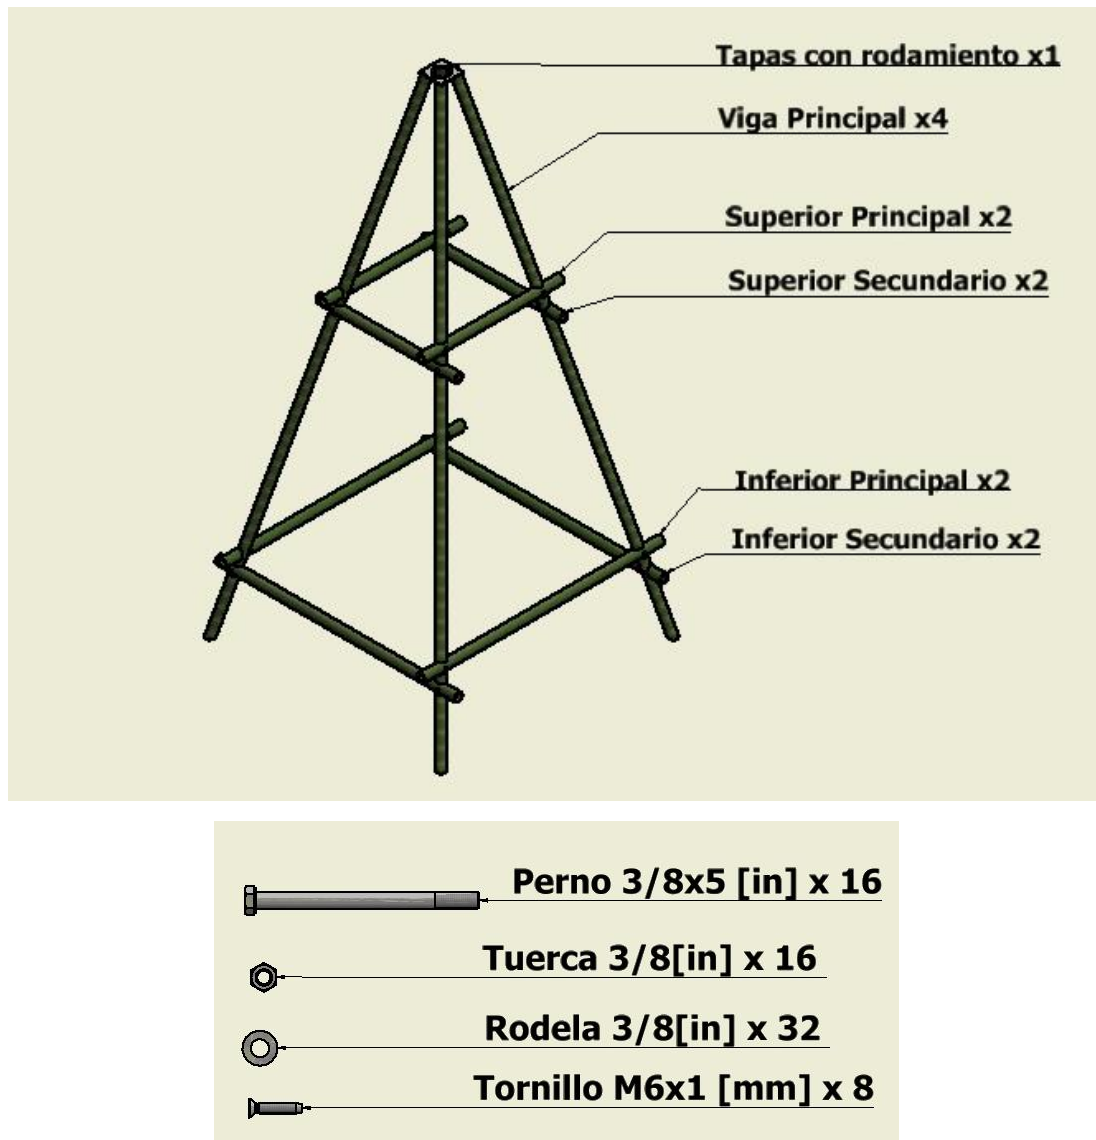 Tapas con rodamiento x1
Viga Principal x4
Superior Principal x2
Superior Secundario x2
Inferior Principal x2
Inferior Secundario x2
Perno 3/8x5 [in] x 16
Tuerca 3/8[in] x 16
Rodela 3/8[in] x 32
Tornillo M6x1 [mm] x 8